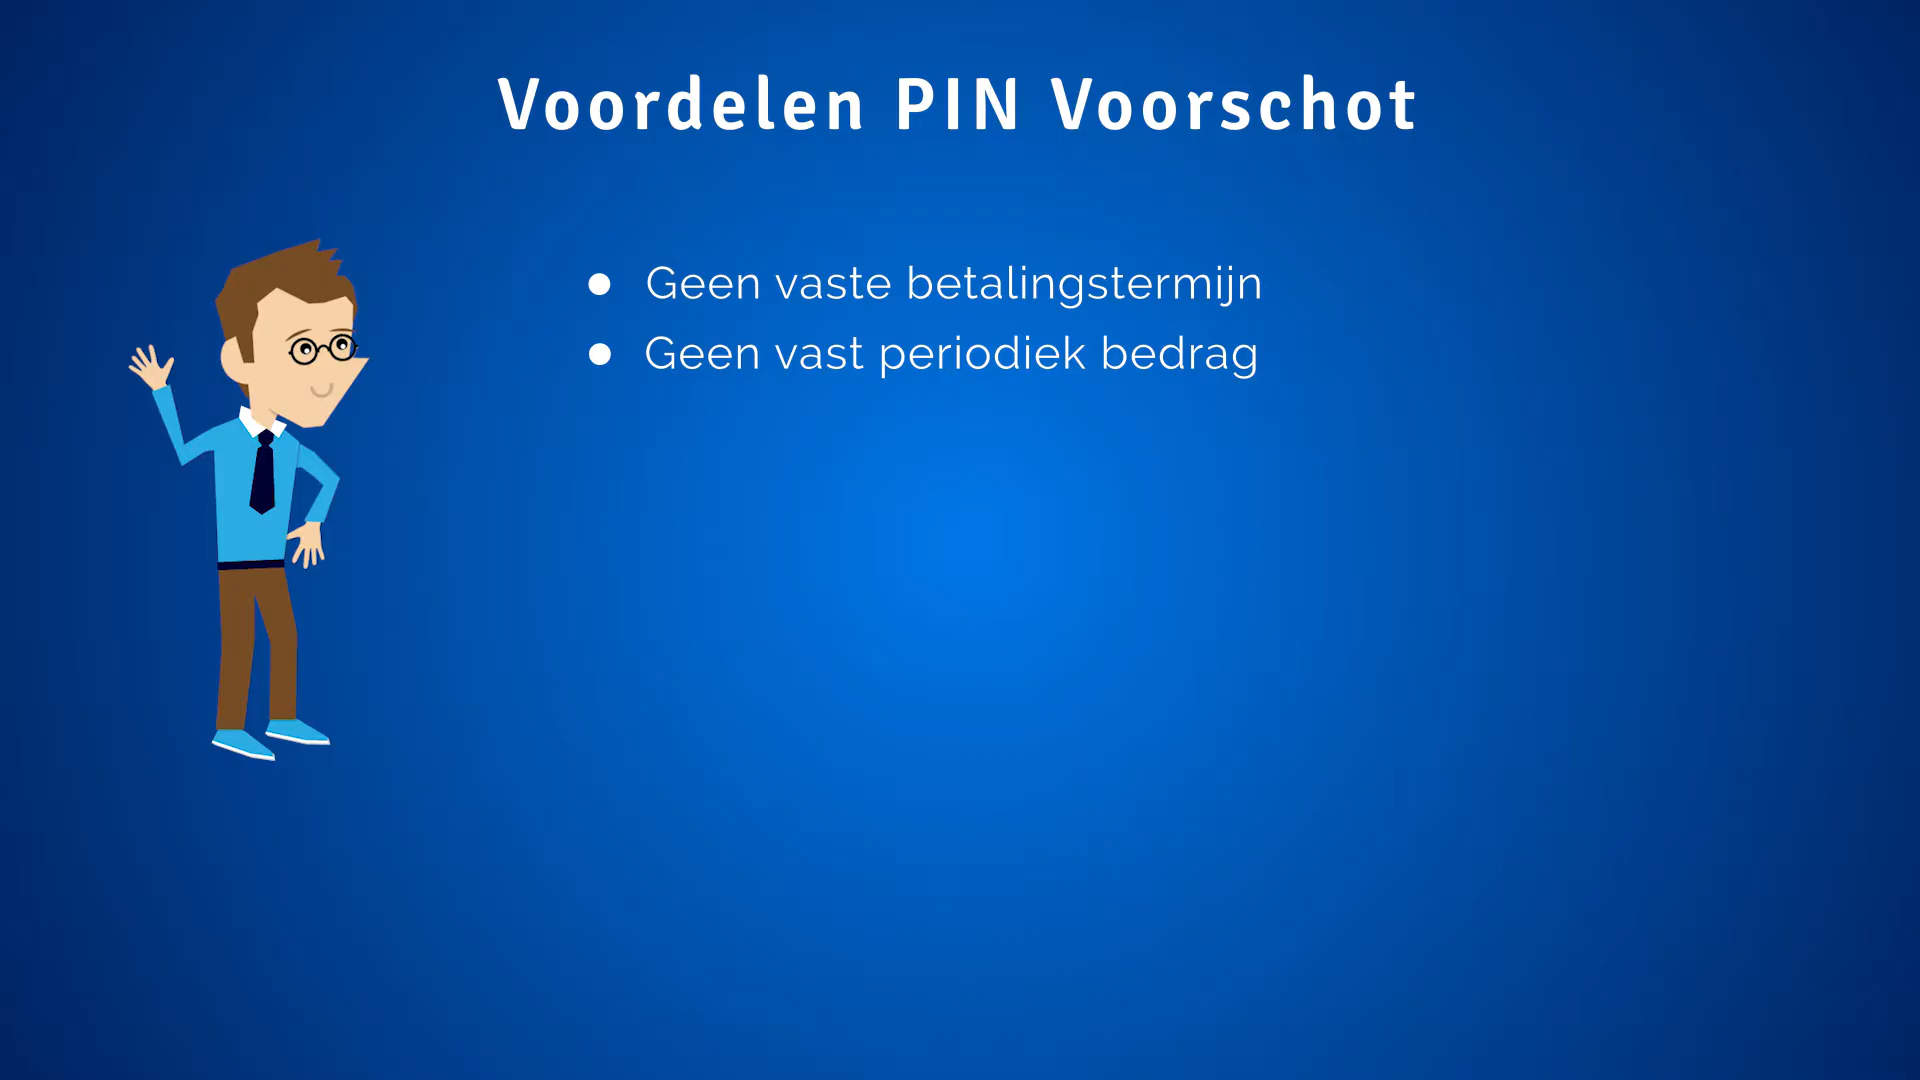 Voordelen PIN Voorschot
● Geen vaste betalingstermijn
● Geen vast periodiek bedrag